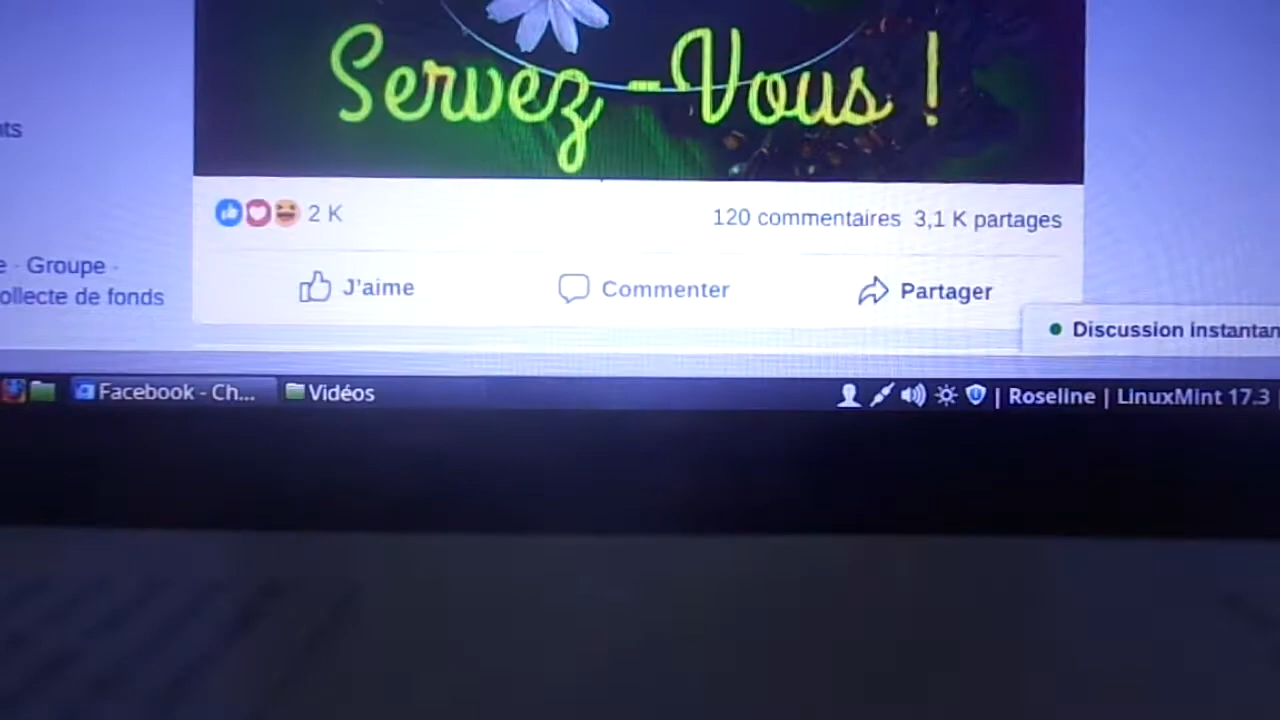 Servez-Vous !
2 K
120 commentaires 3,1 K partages
nts
e · Groupe ·
ollecte de fonds
J'aime
Commenter
Partager
Discussion instantan
Facebook - Ch...
Vidéos
| Roseline | LinuxMint 17.3 |